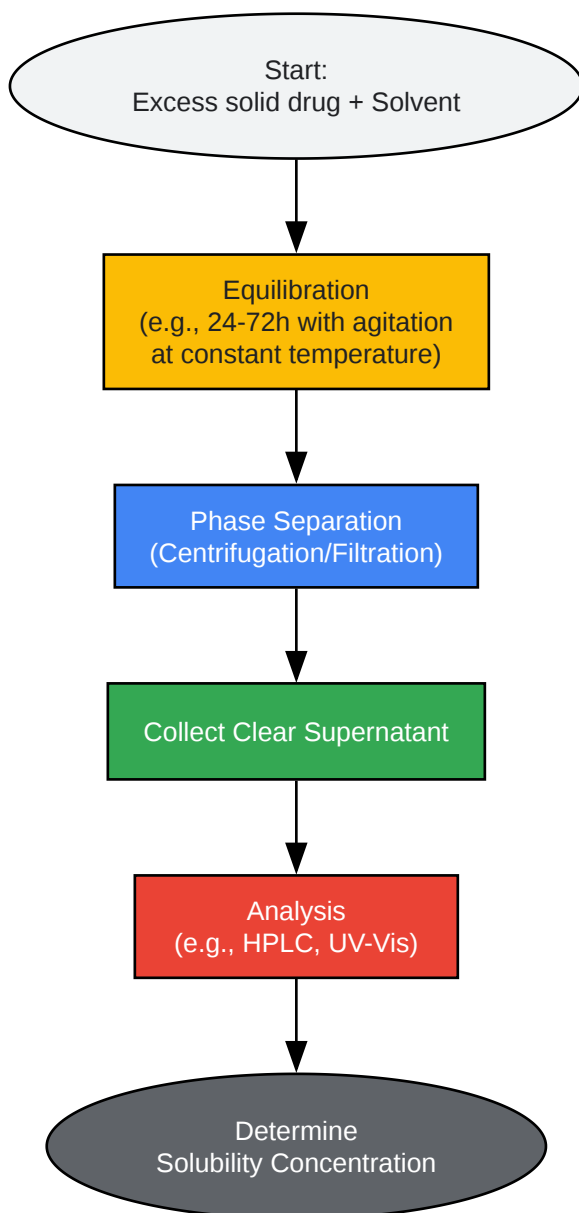 Start:
Excess solid drug + Solvent
Equilibration
(e.g., 24-72h with agitation
at constant temperature)
Phase Separation
(Centrifugation/Filtration)
Collect Clear Supernatant
Analysis
(e.g., HPLC, UV-Vis)
Determine
Solubility Concentration